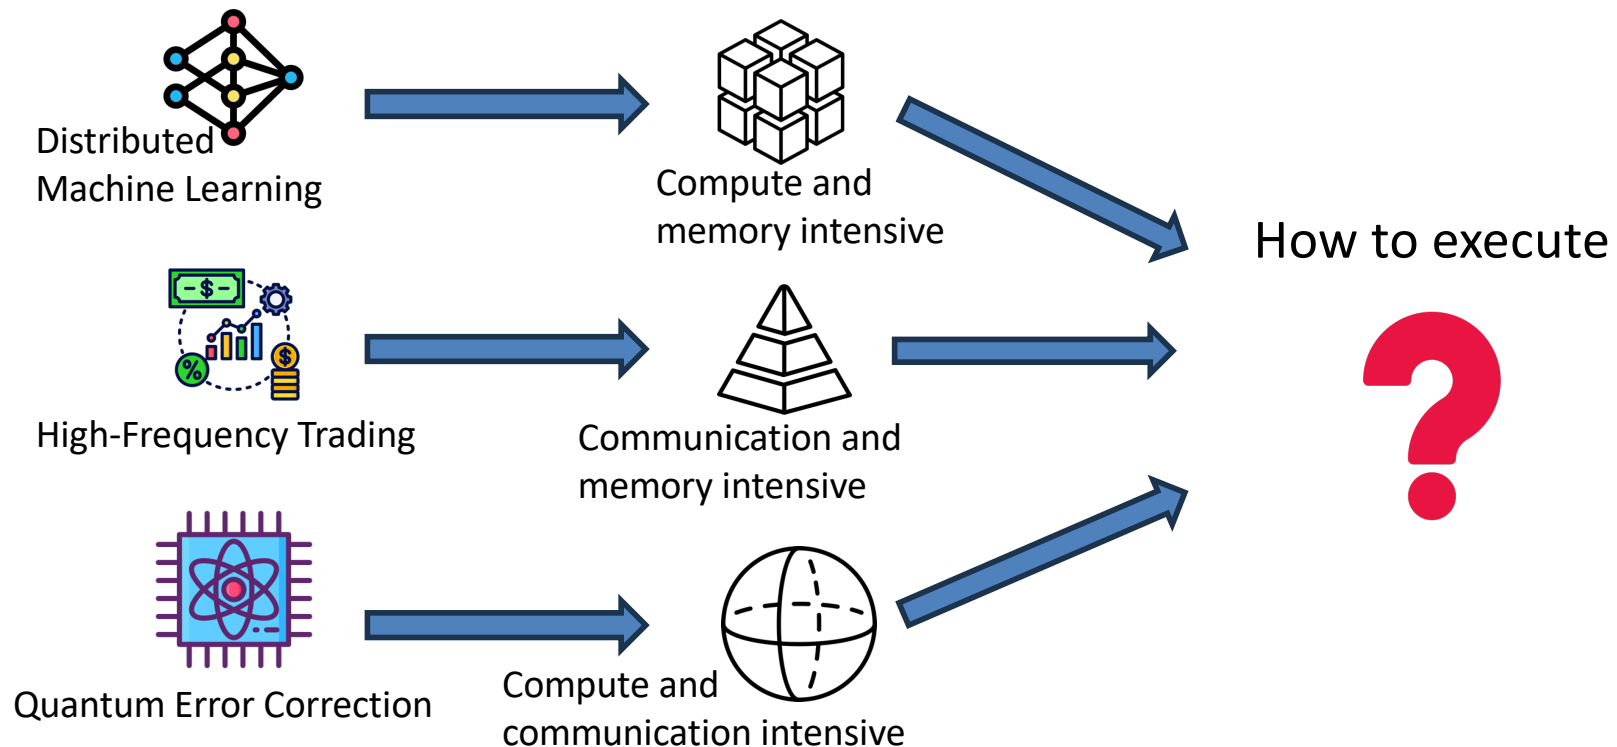 Distributed
Machine Learning
Compute and
memory intensive
How to execute
- $ -
%
$
High-Frequency Trading
Communication and
memory intensive
Quantum Error Correction
Compute and
communication intensive
?